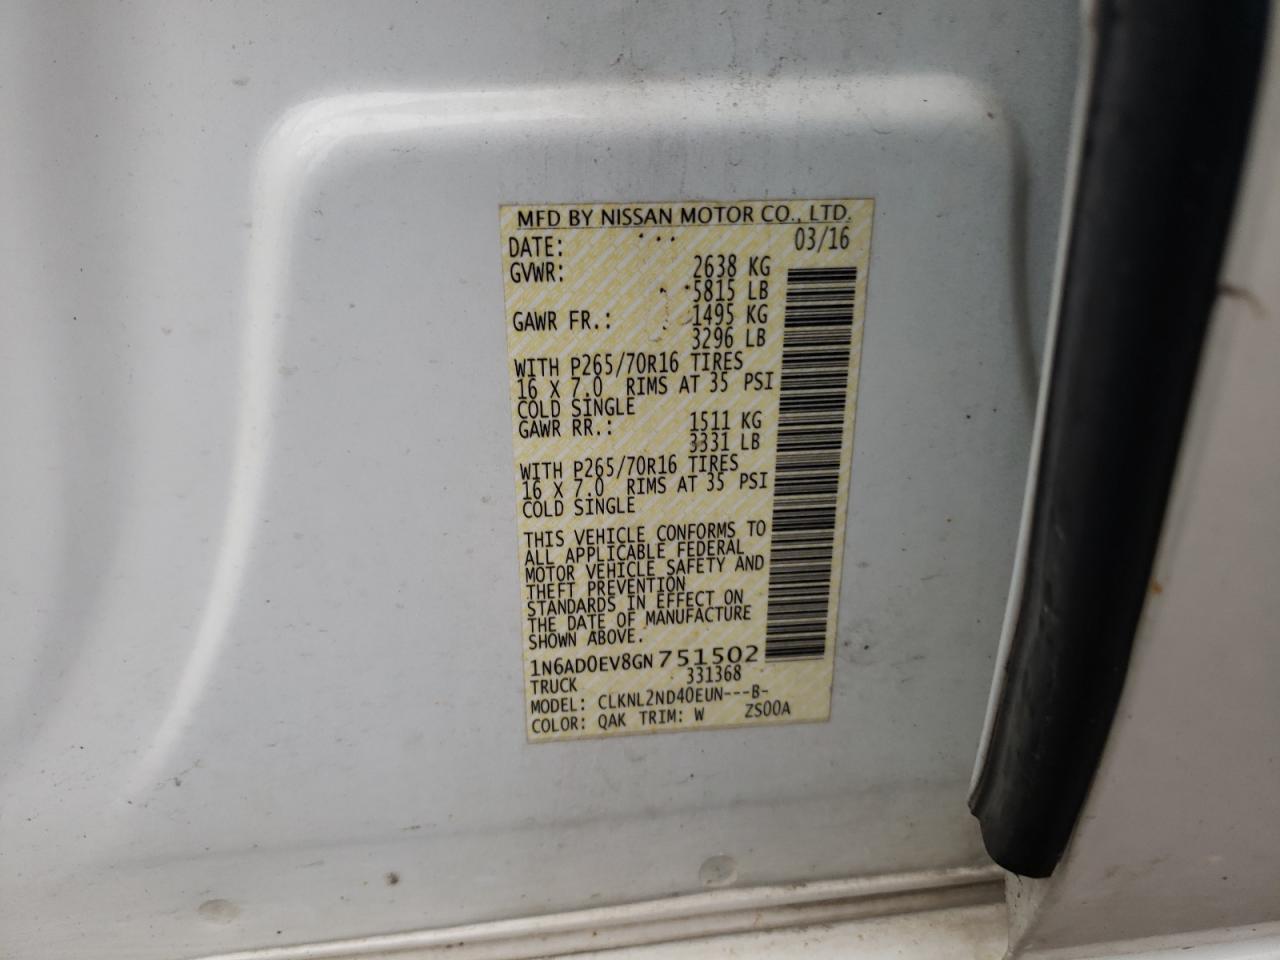 MFD BY NISSAN MOTOR CO., LTD.
DATE: 03/16
GVWR: 2638 KG
5815 LB
GAWR FR.: 1495 KG
3296 LB
WITH P265/70R16 TIRES
16 X 7.0 RIMS AT 35 PSI
COLD SINGLE
GAWR RR.: 1511 KG
3331 LB
WITH P265/70R16 TIRES
16 X 7.0 RIMS AT 35 PSI
COLD SINGLE
THIS VEHICLE CONFORMS TO
ALL APPLICABLE FEDERAL
MOTOR VEHICLE SAFETY AND
THEFT PREVENTION
STANDARDS IN EFFECT ON
THE DATE OF MANUFACTURE
SHOWN ABOVE.
1N6AD0EV8GN 751502
TRUCK 331368
MODEL: CLKNL2ND40EUN---B-
COLOR: QAK TRIM: W ZS00A